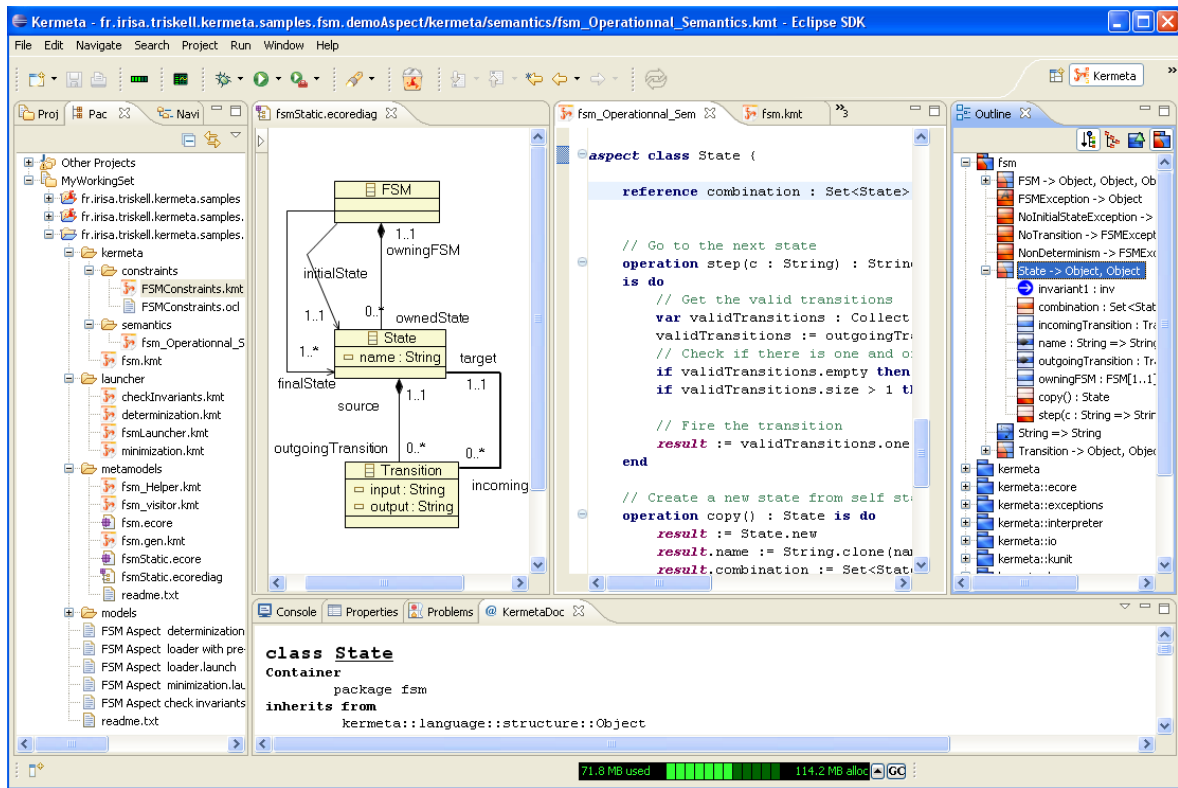 Kermeta - fr.irisa.triskell.kermeta.samples.fsm.demoAspect/kermeta/semantics/fsm_Operationnal_Semantics.kmt - Eclipse SDK
File Edit Navigate Search Project Run Window Help
Kermeta
»
Proj Pac Navi
Other Projects
MyWorkingSet
fr.irisa.triskell.kermeta.samples
fr.irisa.triskell.kermeta.samples.
fr.irisa.triskell.kermeta.samples.
kermeta
constraints
FSMConstraints.kmt
FSMConstraints.ocl
semantics
fsm_Operationnal_S
fsm.kmt
launcher
checkInvariants.kmt
determinization.kmt
fsmLauncher.kmt
minimization.kmt
metamodels
fsm_Helper.kmt
fsm_visitor.kmt
fsm.ecore
fsm.gen.kmt
fsmStatic.ecore
fsmStatic.ecorediag
readme.txt
models
FSM Aspect determinization
FSM Aspect loader with pre-
FSM Aspect loader.launch
FSM Aspect minimization.lau
FSM Aspect check invariants
readme.txt
fsmStatic.ecorediag
FSM
1..1
owningFSM
initialState
1..1
0..*
ownedState
State
name : String
1..*
finalState
target
1..1
source
1..1
outgoingTransition
0..*
0..*
Transition
input : String
output : String
incoming
fsm_Operationnal_Sem fsm.kmt »3
aspect class State {
reference combination : Set<State>
// Go to the next state
operation step(c : String) : Strin
is do
// Get the valid transitions
var validTransitions : Collect
validTransitions := outgoingTra
// Check if there is one and o
if validTransitions.empty then
if validTransitions.size > 1 th
// Fire the transition
result := validTransitions.one
end
// Create a new state from self sta
operation copy() : State is do
result := State.new
result.name := String.clone(nam
result.combination := Set<State
Outline
fsm
FSM -> Object, Object, Ob
FSMException -> Object
NoInitialStateException ->
NoTransition -> FSMExcept
NonDeterminism -> FSMExc
State -> Object, Object
invariant1 : inv
combination : Set<Stat
incomingTransition : Tra
name : String => String
outgoingTransition : Tr
owningFSM : FSM[1..1]
copy() : State
step(c : String => Strin
String => String
Transition -> Object, Objec
kermeta
kermeta::ecore
kermeta::exceptions
kermeta::interpreter
kermeta::io
kermeta::kunit
Console Properties Problems @ KermetaDoc
class State
Container
package fsm
inherits from
kermeta::language::structure::Object
71.8 MB used 114.2 MB alloc GC